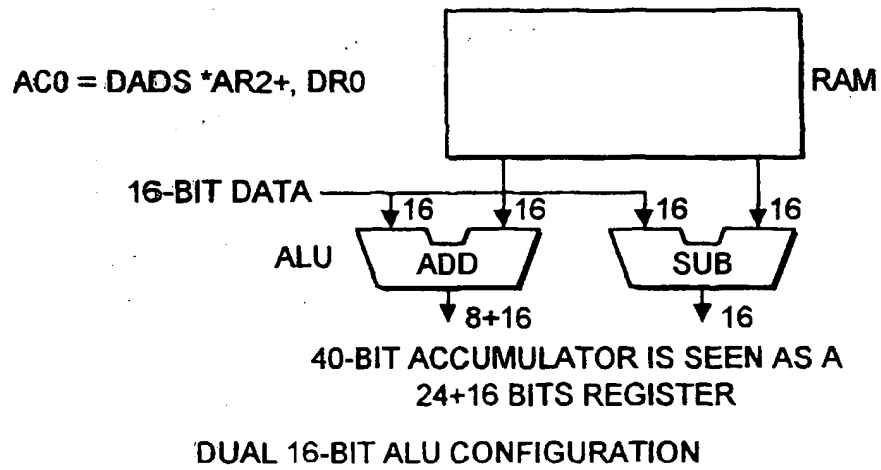 AC0 = DADS *AR2+, DR0
RAM
16-BIT DATA
16 16 16 16
ALU ADD SUB
8+16 16
40-BIT ACCUMULATOR IS SEEN AS A
24+16 BITS REGISTER
DUAL 16-BIT ALU CONFIGURATION